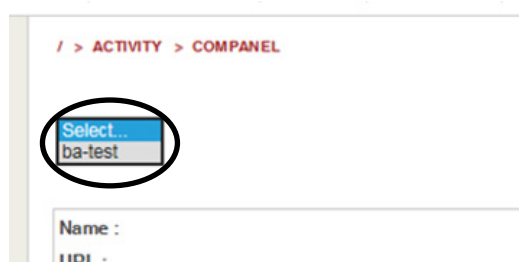 / > ACTIVITY > COMPANEL
Select...
ba-test
Name :
URL :